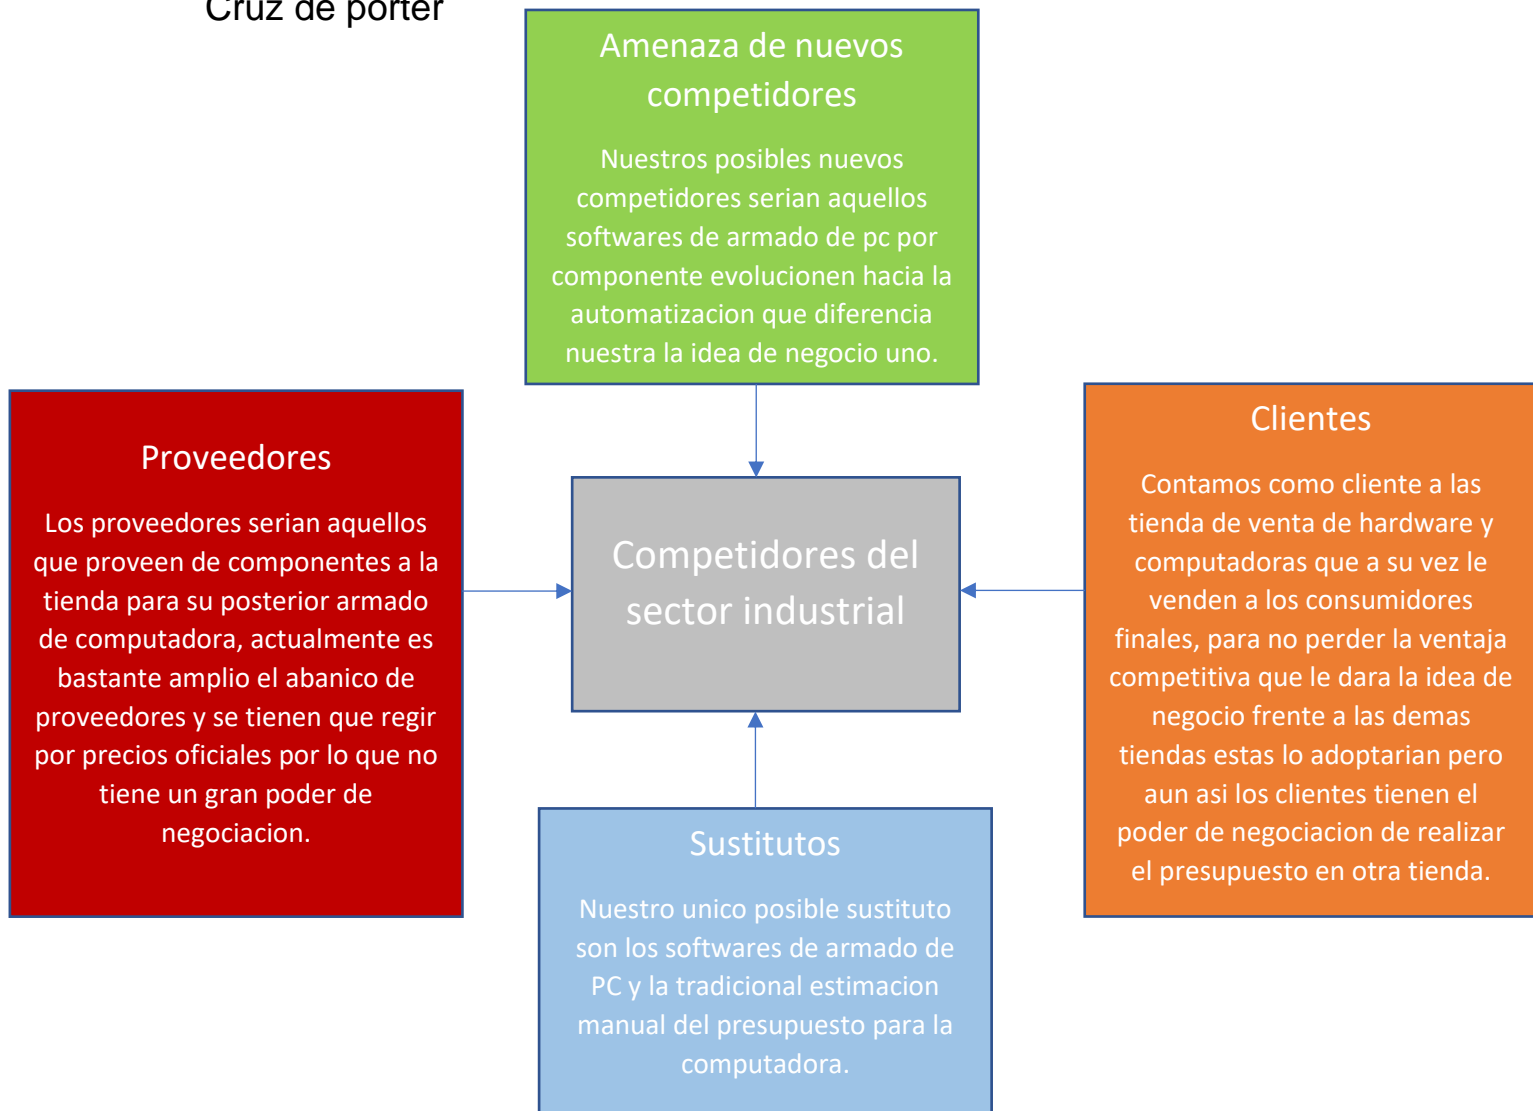 Cruz de porter
Amenaza de nuevos
competidores
Nuestros posibles nuevos
competidores serian aquellos
softwares de armado de pc por
componente evolucionen hacia la
automatizacion que diferencia
nuestra la idea de negocio uno.
Proveedores
Los proveedores serian aquellos
que proveen de componentes a la
tienda para su posterior armado
de computadora, actualmente es
bastante amplio el abanico de
proveedores y se tienen que regir
por precios oficiales por lo que no
tiene un gran poder de
negociacion.
Competidores del
sector industrial
Clientes
Contamos como cliente a las
tienda de venta de hardware y
computadoras que a su vez le
venden a los consumidores
finales, para no perder la ventaja
competitiva que le dara la idea de
negocio frente a las demas
tiendas estas lo adoptarian pero
aun asi los clientes tienen el
poder de negociacion de realizar
el presupuesto en otra tienda.
Sustitutos
Nuestro unico posible sustituto
son los softwares de armado de
PC y la tradicional estimacion
manual del presupuesto para la
computadora.